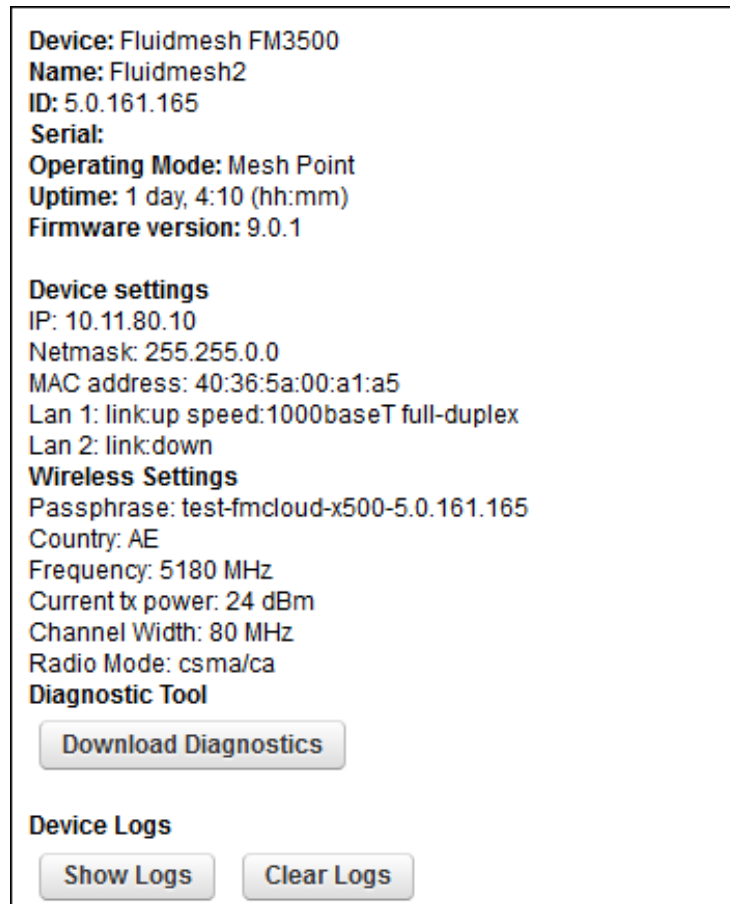 Device: Fluidmesh FM3500
Name: Fluidmesh2
ID: 5.0.161.165
Serial:
Operating Mode: Mesh Point
Uptime: 1 day, 4:10 (hh:mm)
Firmware version: 9.0.1
Device settings
IP: 10.11.80.10
Netmask: 255.255.0.0
MAC address: 40:36:5a:00:a1:a5
Lan 1: link:up speed:1000baseT full-duplex
Lan 2: link:down
Wireless Settings
Passphrase: test-fmcloud-x500-5.0.161.165
Country: AE
Frequency: 5180 MHz
Current tx power: 24 dBm
Channel Width: 80 MHz
Radio Mode: csma/ca
Diagnostic Tool
Download Diagnostics
Device Logs
Show Logs Clear Logs